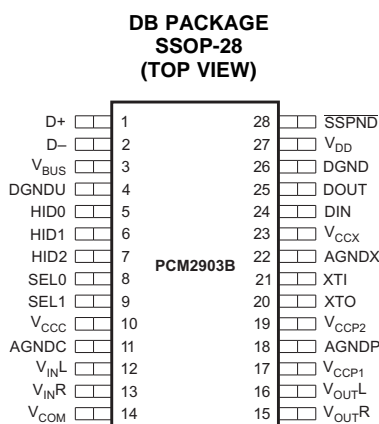 DB PACKAGE
SSOP-28
(TOP VIEW)
D+ 1 28 SSPND
D– 2 27 VDD
VBUS 3 26 DGND
DGNDU 4 25 DOUT
HID0 5 24 DIN
HID1 6 23 VCCX
HID2 7 22 AGNDX
PCM2903B
SEL0 8 21 XTI
SEL1 9 20 XTO
VCCC 10 19 VCCP2
AGNDC 11 18 AGNDP
VINL 12 17 VCCP1
VINR 13 16 VOUTL
VCOM 14 15 VOUTR